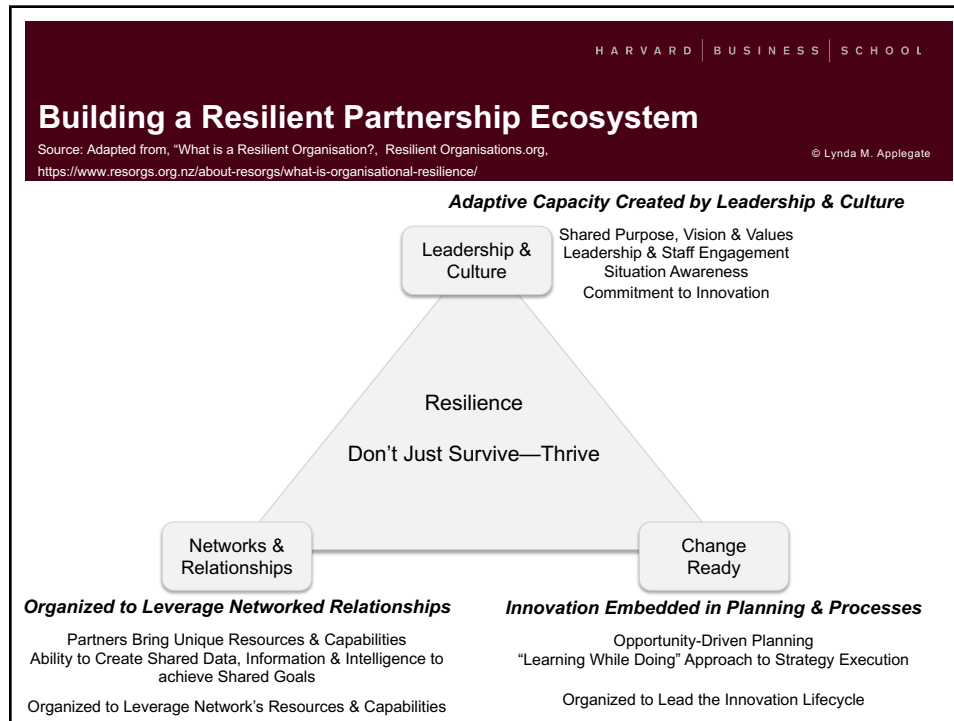 HARVARD | BUSINESS | SCHOOL
Building a Resilient Partnership Ecosystem
Source: Adapted from, “What is a Resilient Organisation?, Resilient Organisations.org,
© Lynda M. Applegate
https://www.resorgs.org.nz/about-resorgs/what-is-organisational-resilience/
Adaptive Capacity Created by Leadership & Culture
Leadership &
Culture
Shared Purpose, Vision & Values
Leadership & Staff Engagement
Situation Awareness
Commitment to Innovation
Resilience
Don’t Just Survive—Thrive
Networks &
Relationships
Change
Ready
Organized to Leverage Networked Relationships
Partners Bring Unique Resources & Capabilities
Ability to Create Shared Data, Information & Intelligence to
achieve Shared Goals
Organized to Leverage Network’s Resources & Capabilities
Innovation Embedded in Planning & Processes
Opportunity-Driven Planning
“Learning While Doing” Approach to Strategy Execution
Organized to Lead the Innovation Lifecycle